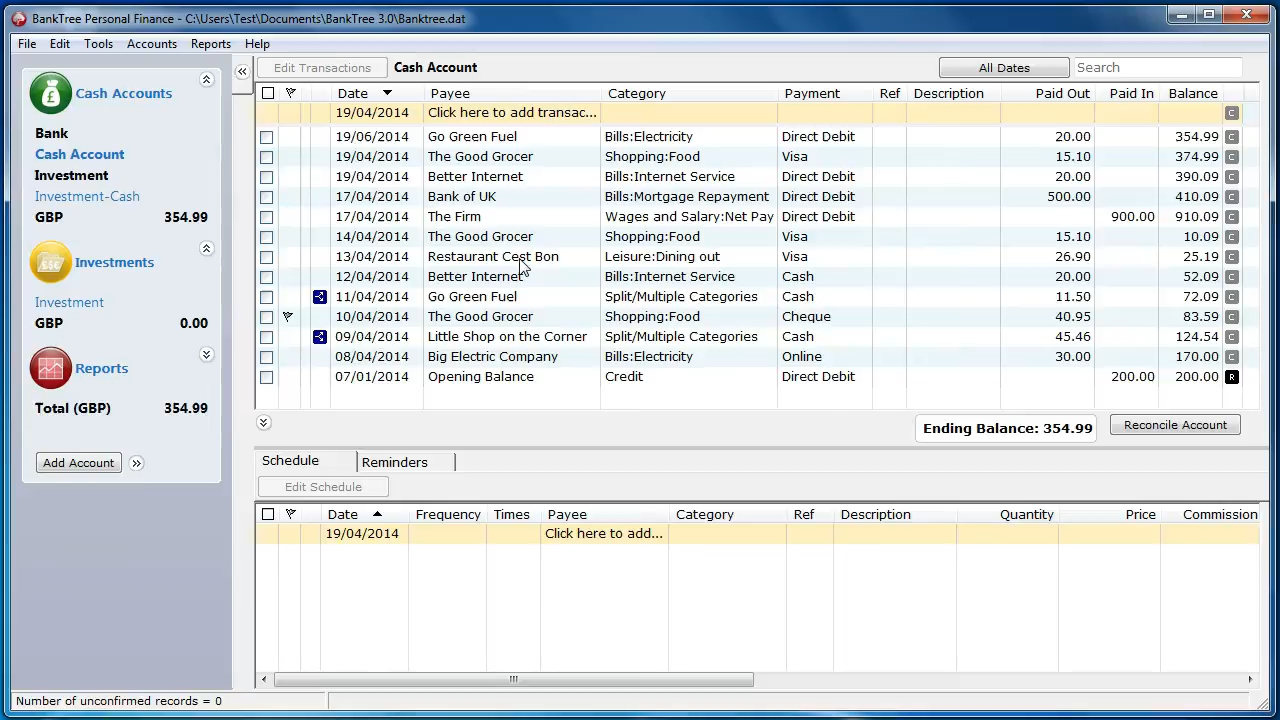 BankTree Personal Finance - C:\Users\Test\Documents\BankTree 3.0\Banktree.dat
File Edit Tools Accounts Reports Help
Cash Accounts
Bank
Cash Account
Investment
Investment-Cash
GBP 354.99
Investments
Investment
GBP 0.00
Reports
Total (GBP) 354.99
Add Account
Edit Transactions Cash Account All Dates Search
Date Payee Category Payment Ref Description Paid Out Paid In Balance
19/04/2014 Click here to add transac... C
19/06/2014 Go Green Fuel Bills:Electricity Direct Debit 20.00 354.99 C
19/04/2014 The Good Grocer Shopping:Food Visa 15.10 374.99 C
19/04/2014 Better Internet Bills:Internet Service Direct Debit 20.00 390.09 C
17/04/2014 Bank of UK Bills:Mortgage Repayment Direct Debit 500.00 410.09 C
17/04/2014 The Firm Wages and Salary:Net Pay Direct Debit 900.00 910.09 C
14/04/2014 The Good Grocer Shopping:Food Visa 15.10 10.09 C
13/04/2014 Restaurant Cest Bon Leisure:Dining out Visa 26.90 25.19 C
12/04/2014 Better Internet Bills:Internet Service Cash 20.00 52.09 C
11/04/2014 Go Green Fuel Split/Multiple Categories Cash 11.50 72.09 C
10/04/2014 The Good Grocer Shopping:Food Cheque 40.95 83.59 C
09/04/2014 Little Shop on the Corner Split/Multiple Categories Cash 45.46 124.54 C
08/04/2014 Big Electric Company Bills:Electricity Online 30.00 170.00 C
07/01/2014 Opening Balance Credit Direct Debit 200.00 200.00 R
Ending Balance: 354.99 Reconcile Account
Schedule Reminders
Edit Schedule
Date Frequency Times Payee Category Ref Description Quantity Price Commission
19/04/2014 Click here to add...
Number of unconfirmed records = 0